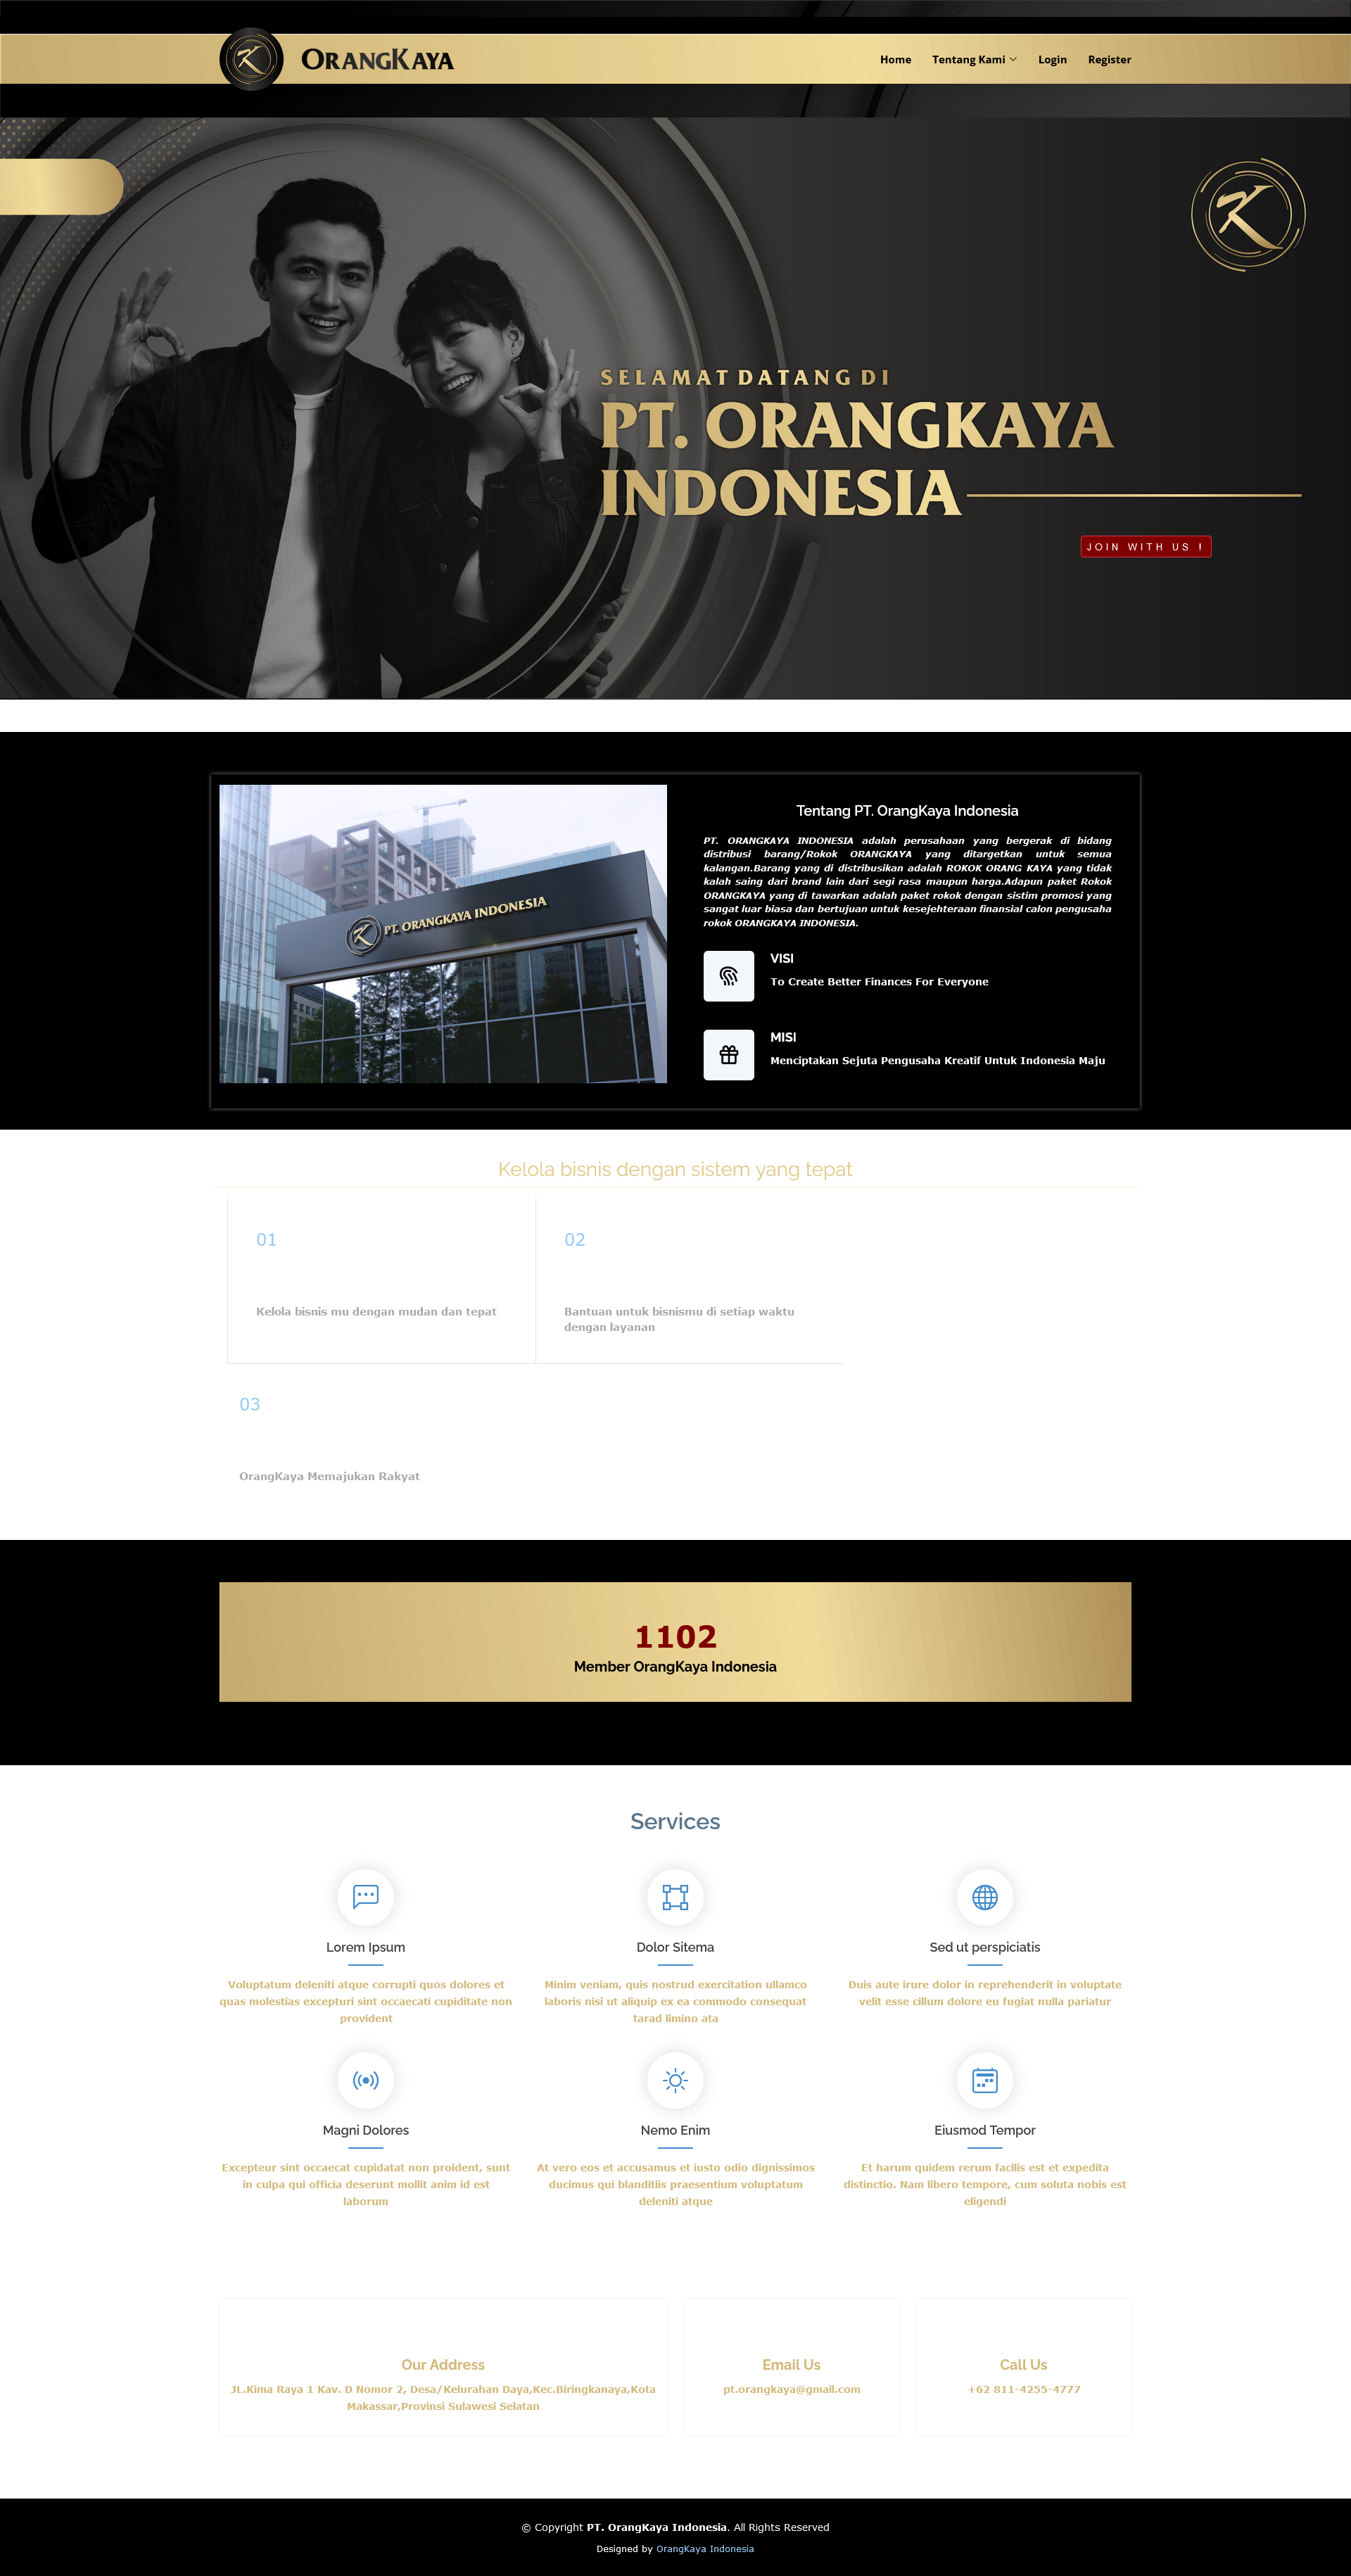 ORANGKAYA
Home
Tentang Kami
Login
Register
SELAMAT DATANG DI
PT. ORANGKAYA
INDONESIA
JOIN WITH US !
PT. ORANGKAYA INDONESIA
Tentang PT. OrangKaya Indonesia
PT. ORANGKAYA INDONESIA adalah perusahaan yang bergerak di bidang
distribusi barang/Rokok ORANGKAYA yang ditargetkan untuk semua
kalangan.Barang yang di distribusikan adalah ROKOK ORANG KAYA yang tidak
kalah saing dari brand lain dari segi rasa maupun harga.Adapun paket Rokok
ORANGKAYA yang di tawarkan adalah paket rokok dengan sistim promosi yang
sangat luar biasa dan bertujuan untuk kesejehteraan finansial calon pengusaha
rokok ORANGKAYA INDONESIA.
VISI
To Create Better Finances For Everyone
MISI
Menciptakan Sejuta Pengusaha Kreatif Untuk Indonesia Maju
Kelola bisnis dengan sistem yang tepat
01
Kelola bisnis mu dengan mudan dan tepat
02
Bantuan untuk bisnismu di setiap waktu
dengan layanan
03
OrangKaya Memajukan Rakyat
1102
Member OrangKaya Indonesia
Services
Lorem Ipsum
Voluptatum deleniti atque corrupti quos dolores et
quas molestias excepturi sint occaecati cupiditate non
provident
Dolor Sitema
Minim veniam, quis nostrud exercitation ullamco
laboris nisi ut aliquip ex ea commodo consequat
tarad limino ata
Sed ut perspiciatis
Duis aute irure dolor in reprehenderit in voluptate
velit esse cillum dolore eu fugiat nulla pariatur
Magni Dolores
Excepteur sint occaecat cupidatat non proident, sunt
in culpa qui officia deserunt mollit anim id est
laborum
Nemo Enim
At vero eos et accusamus et iusto odio dignissimos
ducimus qui blanditiis praesentium voluptatum
deleniti atque
Eiusmod Tempor
Et harum quidem rerum facilis est et expedita
distinctio. Nam libero tempore, cum soluta nobis est
eligendi
Our Address
JL.Kima Raya 1 Kav. D Nomor 2, Desa/Kelurahan Daya,Kec.Biringkanaya,Kota
Makassar,Provinsi Sulawesi Selatan
Email Us
pt.orangkaya@gmail.com
Call Us
+62 811-4255-4777
© Copyright PT. OrangKaya Indonesia. All Rights Reserved
Designed by OrangKaya Indonesia